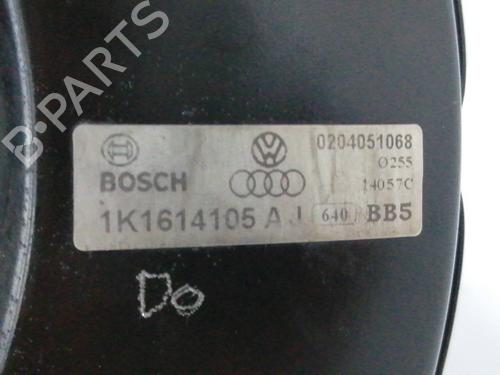 B-PARTS
BOSCH
0204051068
Ø255
14057C
1K1614105 A J 640 BB5
Do